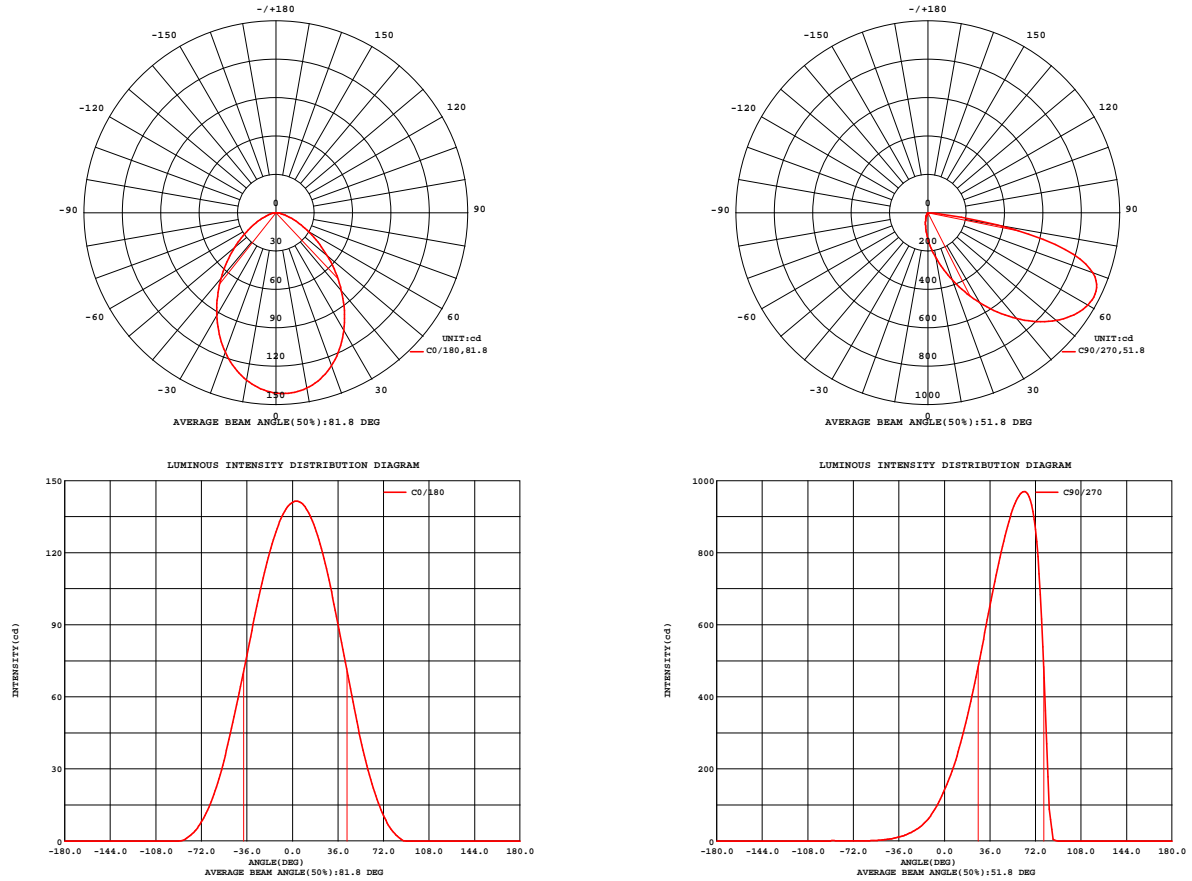 -/+180
-150
150
-120
120
-90
90
0
30
60
90
120
150
-60
60
-30
30
0
UNIT:cd
C0/180,81.8
AVERAGE BEAM ANGLE(50%):81.8 DEG
-/+180
-150
150
-120
120
-90
90
0
200
400
600
800
1000
-60
60
-30
30
0
UNIT:cd
C90/270,51.8
AVERAGE BEAM ANGLE(50%):51.8 DEG
LUMINOUS INTENSITY DISTRIBUTION DIAGRAM
C0/180
150
120
90
60
30
0
INTENSITY(cd)
-180.0 -144.0 -108.0 -72.0 -36.0 0.0 36.0 72.0 108.0 144.0 180.0
ANGLE(DEG)
AVERAGE BEAM ANGLE(50%):81.8 DEG
LUMINOUS INTENSITY DISTRIBUTION DIAGRAM
C90/270
1000
800
600
400
200
0
INTENSITY(cd)
-180.0 -144.0 -108.0 -72.0 -36.0 0.0 36.0 72.0 108.0 144.0 180.0
ANGLE(DEG)
AVERAGE BEAM ANGLE(50%):51.8 DEG